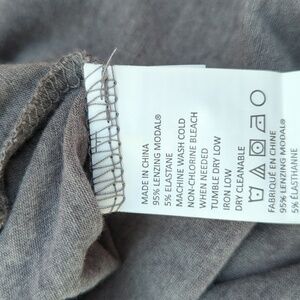 MADE IN CHINA
95% LENZING MODAL®
5% ELASTANE
MACHINE WASH COLD
NON-CHLORINE BLEACH
WHEN NEEDED
TUMBLE DRY LOW
IRON LOW
DRY CLEANABLE
FABRIQUÉ EN CHINE
95% LENZING MODAL®
5% ÉLASTHANNE